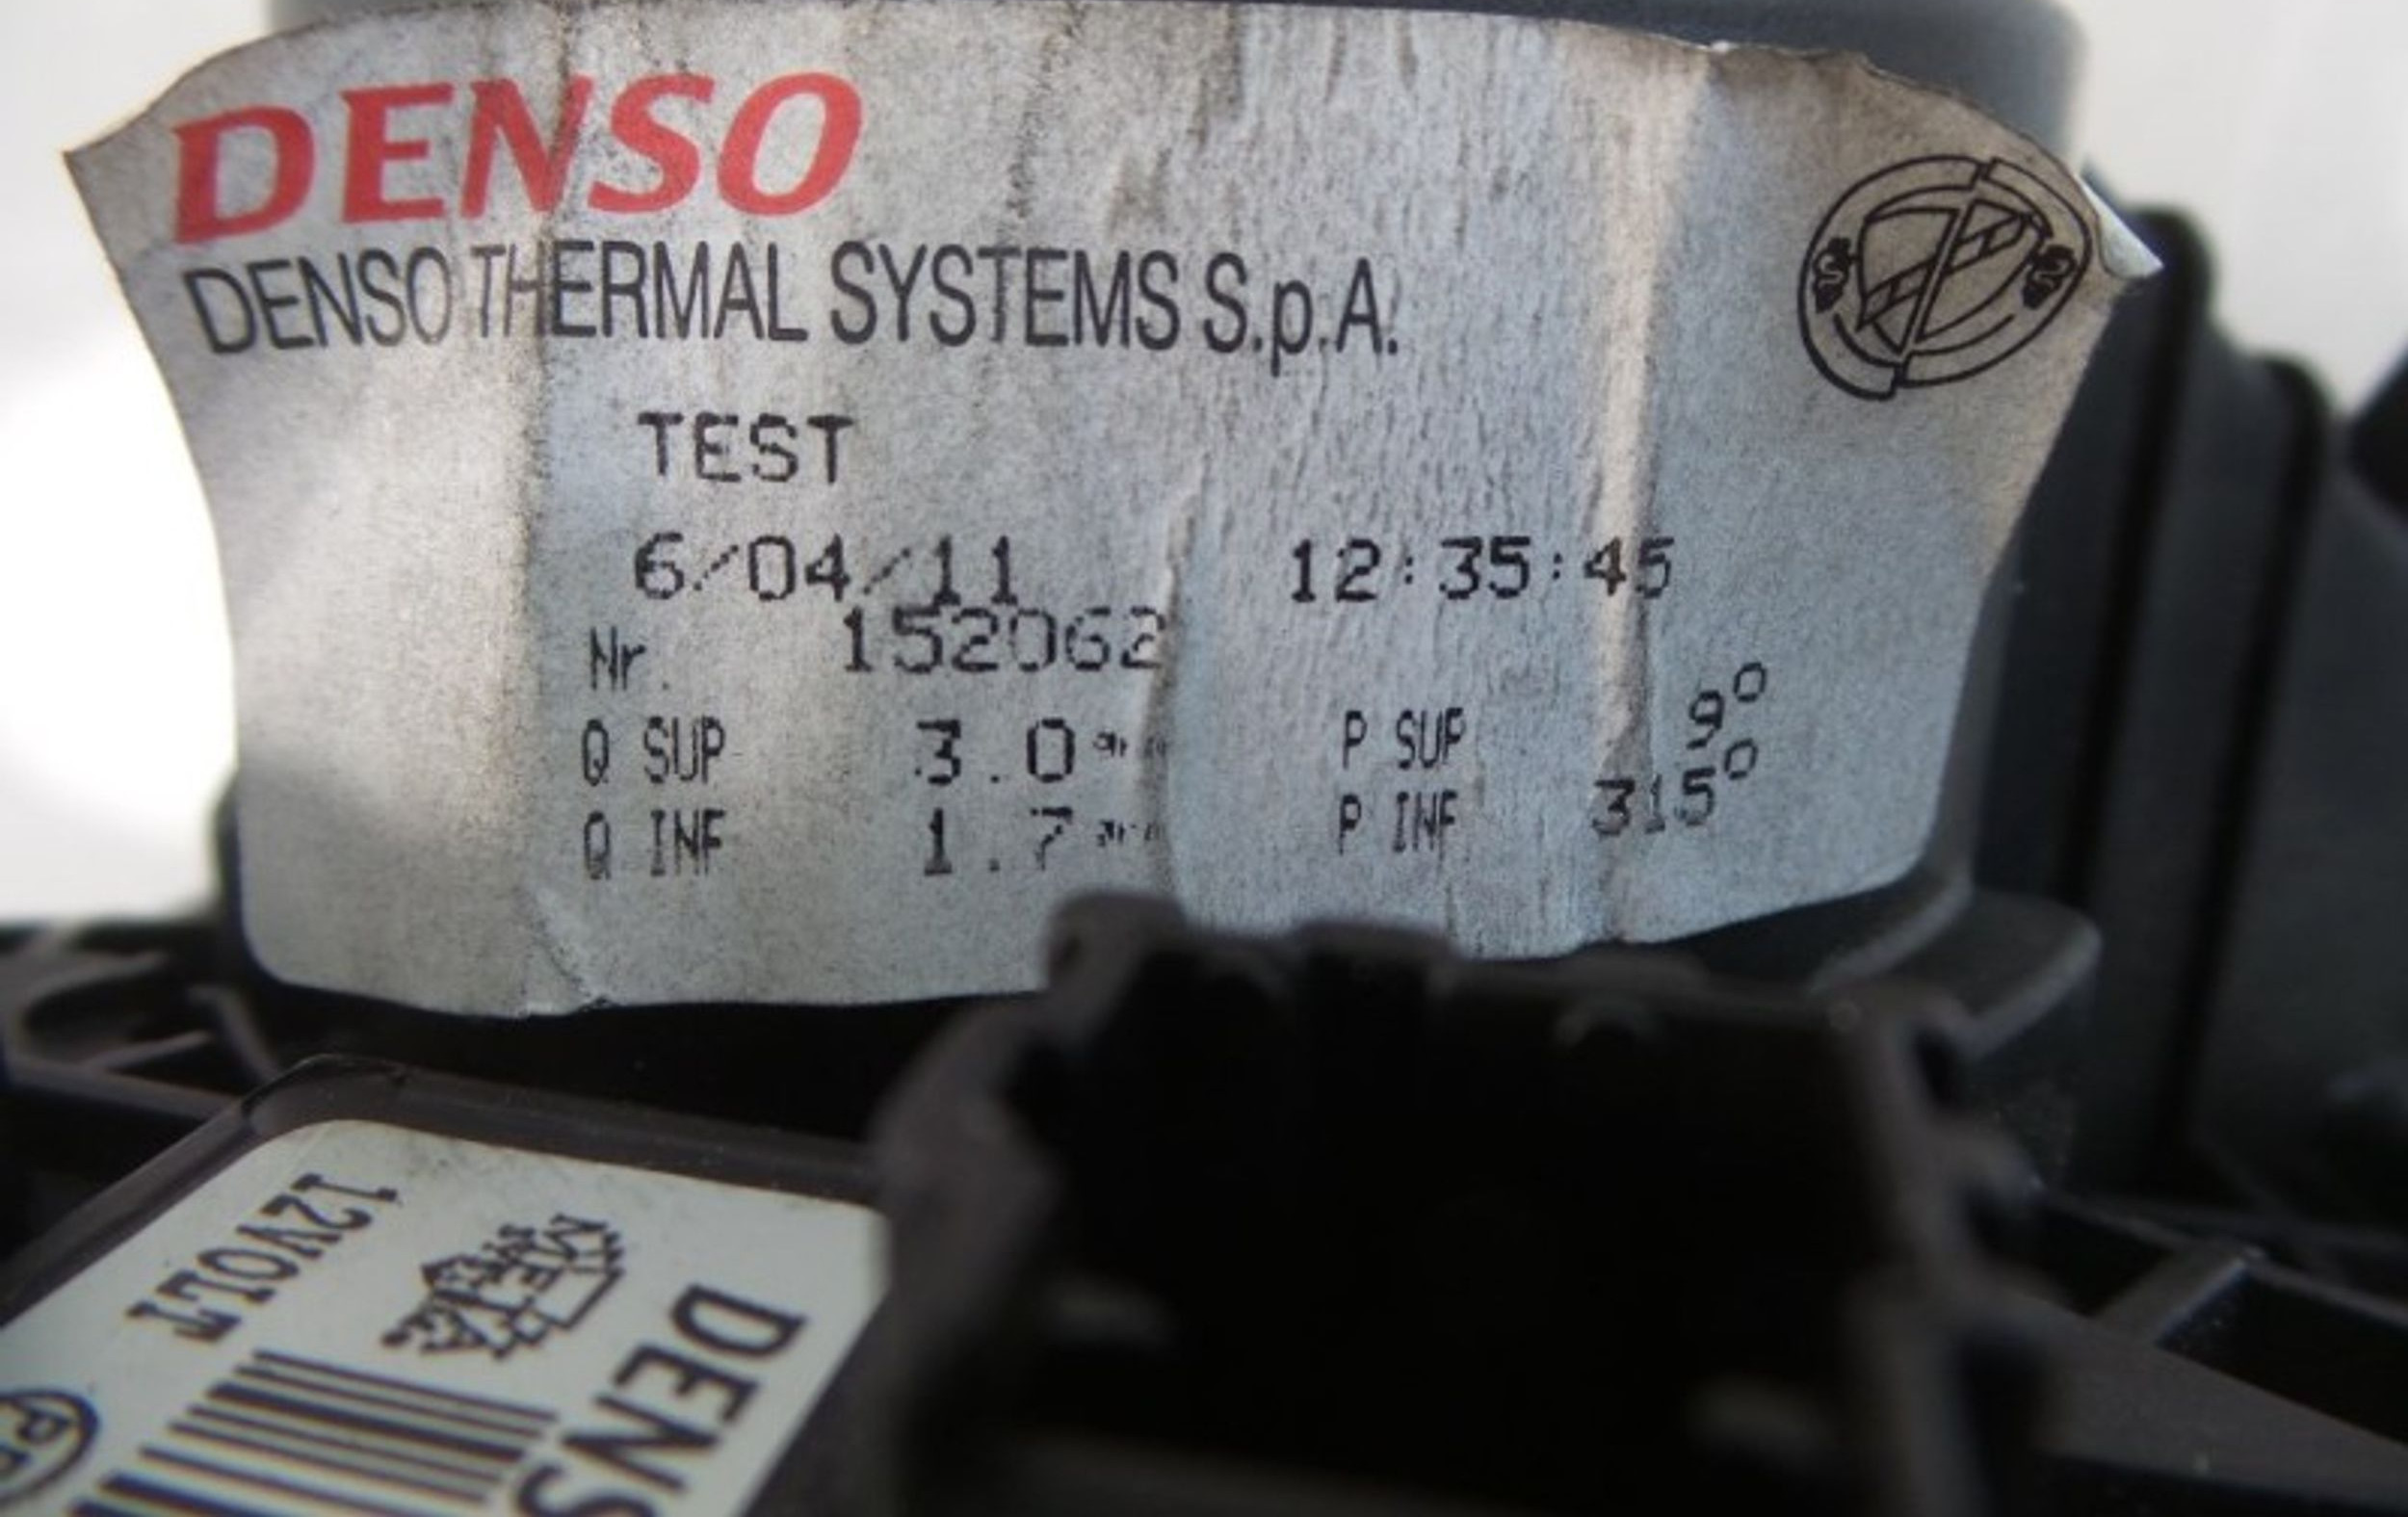 DENSO
DENSO THERMAL SYSTEMS S.p.A.
TEST
6/04/11 12:35:45
Nr. 152062
Q SUP 3.0 P SUP 9°
Q INF 1.7 P INF 315°
12VOLT
DENS